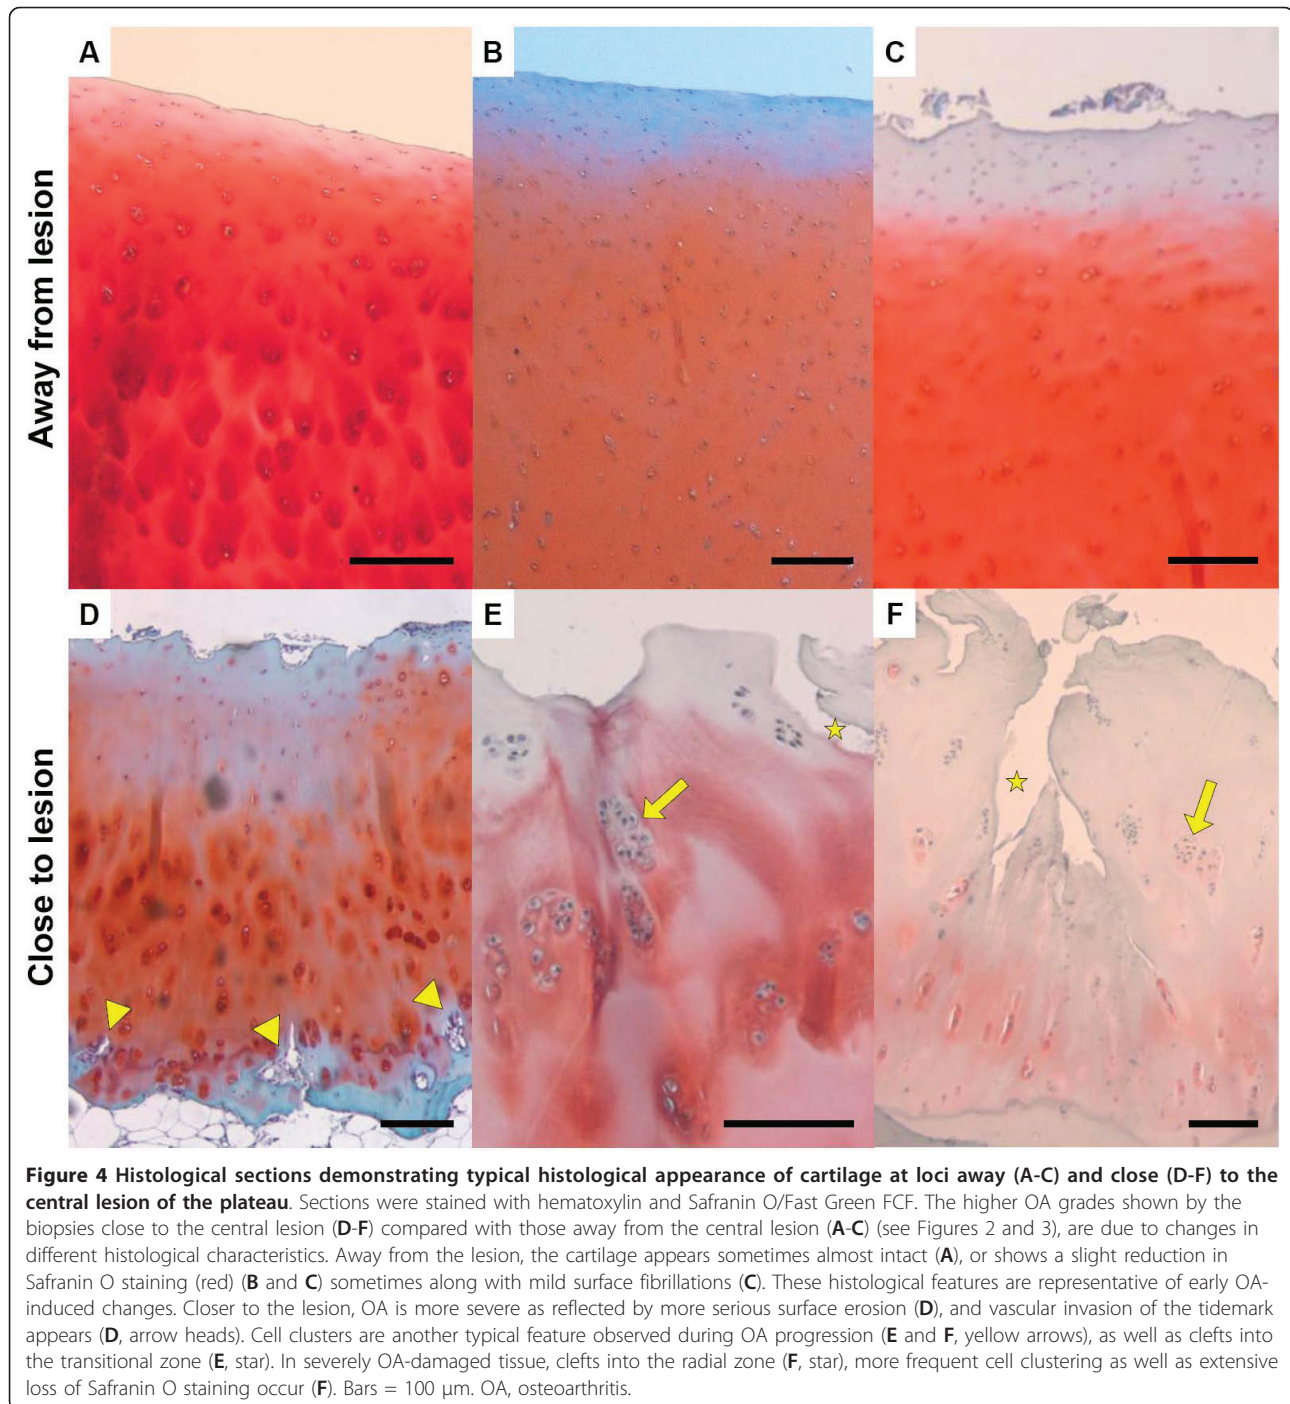 A
B
C
Away from lesion
D
E
F
Close to lesion
Figure 4 Histological sections demonstrating typical histological appearance of cartilage at loci away (A-C) and close (D-F) to the
central lesion of the plateau. Sections were stained with hematoxylin and Safranin O/Fast Green FCF. The higher OA grades shown by the
biopsies close to the central lesion (D-F) compared with those away from the central lesion (A-C) (see Figures 2 and 3), are due to changes in
different histological characteristics. Away from the lesion, the cartilage appears sometimes almost intact (A), or shows a slight reduction in
Safranin O staining (red) (B and C) sometimes along with mild surface fibrillations (C). These histological features are representative of early OA-
induced changes. Closer to the lesion, OA is more severe as reflected by more serious surface erosion (D), and vascular invasion of the tidemark
appears (D, arrow heads). Cell clusters are another typical feature observed during OA progression (E and F, yellow arrows), as well as clefts into
the transitional zone (E, star). In severely OA-damaged tissue, clefts into the radial zone (F, star), more frequent cell clustering as well as extensive
loss of Safranin O staining occur (F). Bars = 100 μm. OA, osteoarthritis.